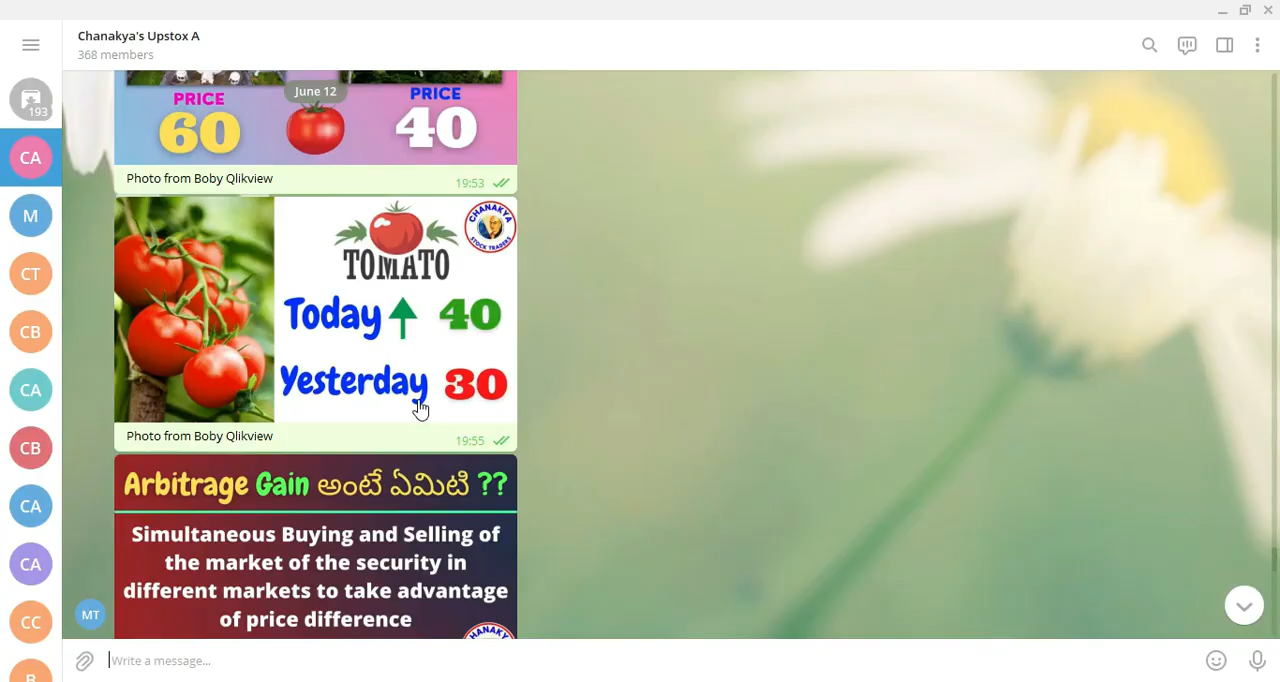 Chanakya's Upstox A
368 members
193
CA
M
CT
CB
CA
CB
CA
CA
CC
B
June 12
PRICE
60
PRICE
40
Photo from Boby Qlikview
19:53
CHANAKYA
STOCK TRADERS
TOMATO
Today 40
Yesterday 30
Photo from Boby Qlikview
19:55
Arbitrage Gain అంటే ఏమిటి ??
Simultaneous Buying and Selling of
the market of the security in
different markets to take advantage
of price difference
MT
Write a message...